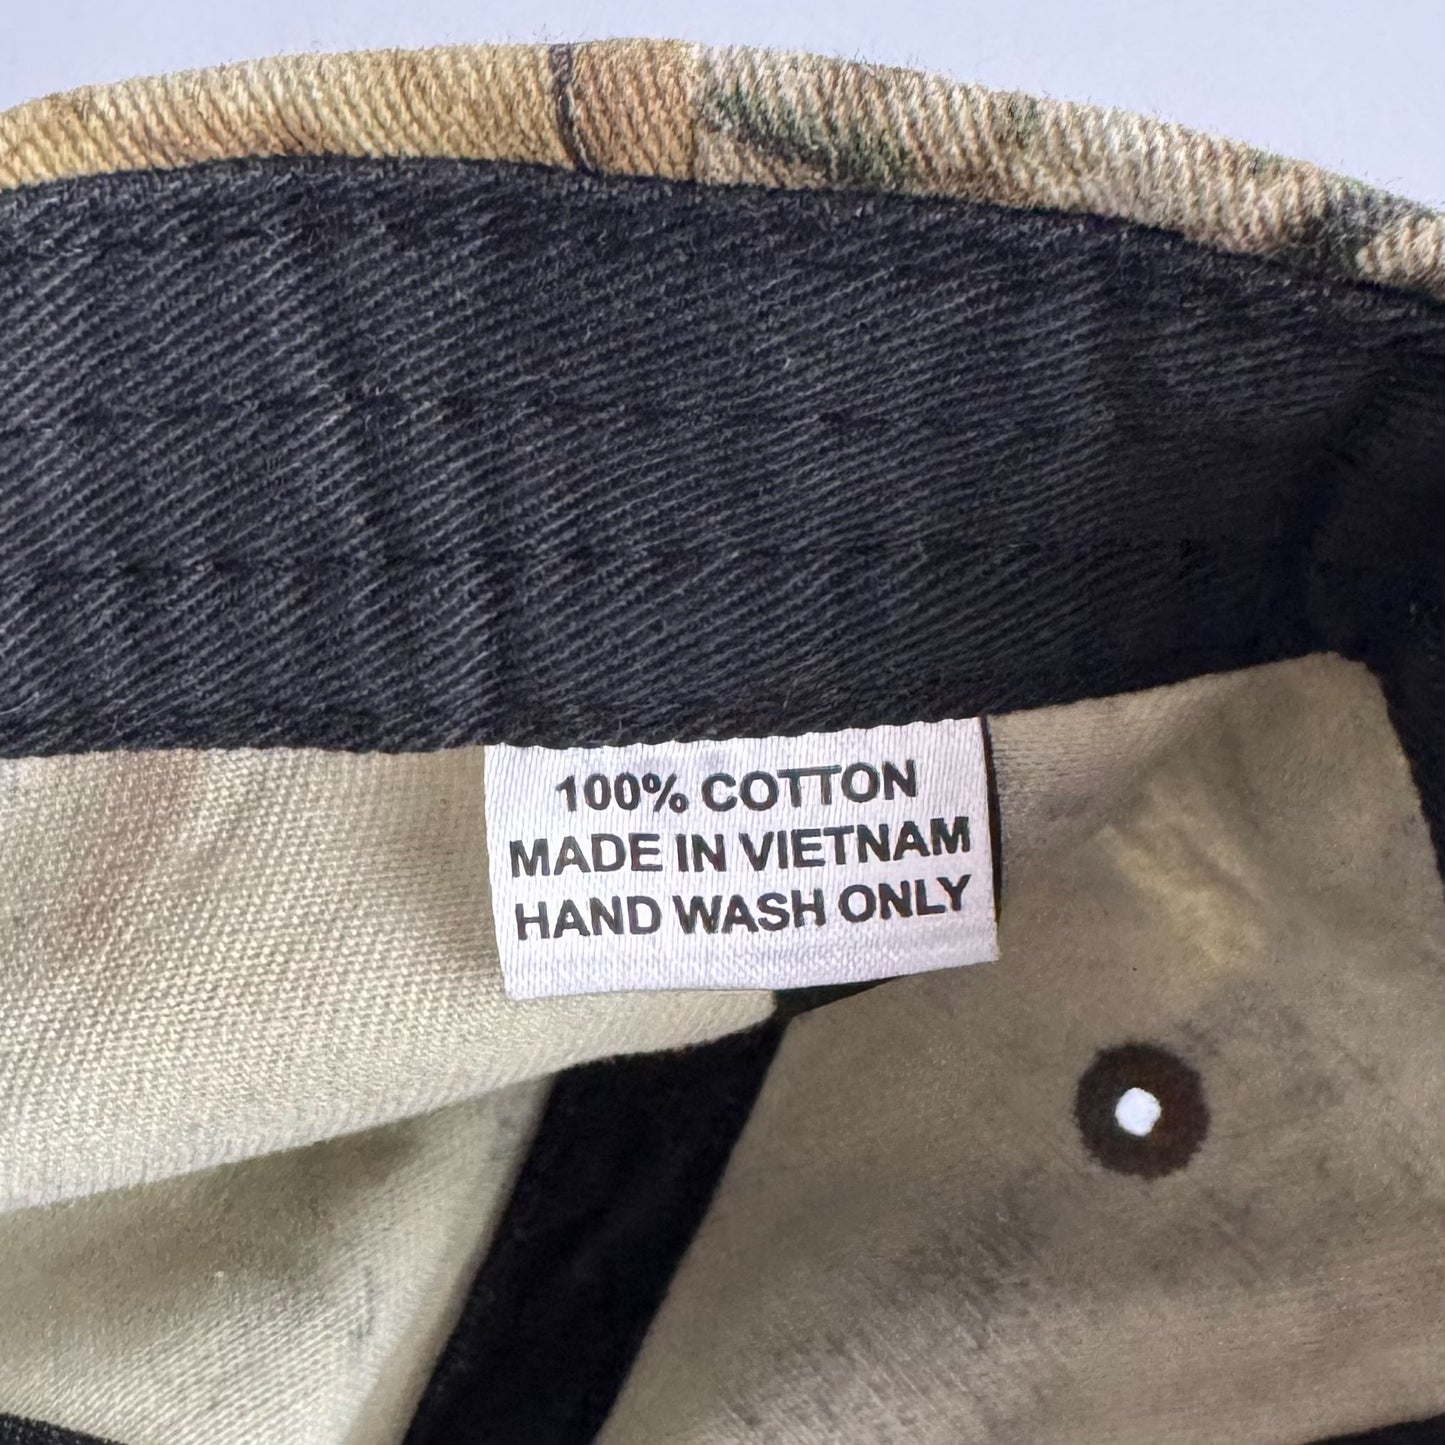 100% COTTON
MADE IN VIETNAM
HAND WASH ONLY